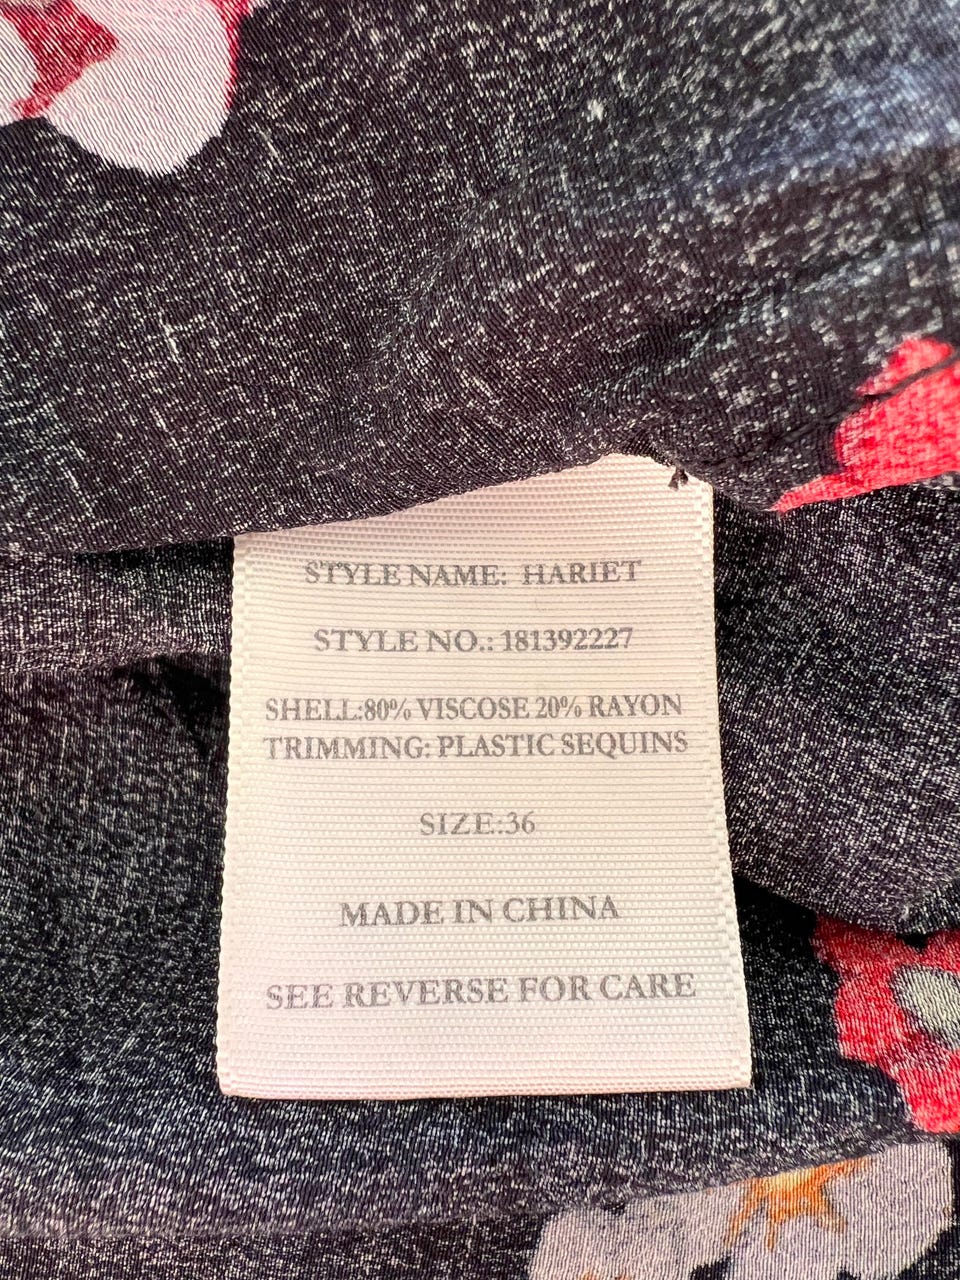 STYLE NAME: HARIET
STYLE NO.: 181392227
SHELL:80% VISCOSE 20% RAYON
TRIMMING: PLASTIC SEQUINS
SIZE:36
MADE IN CHINA
SEE REVERSE FOR CARE